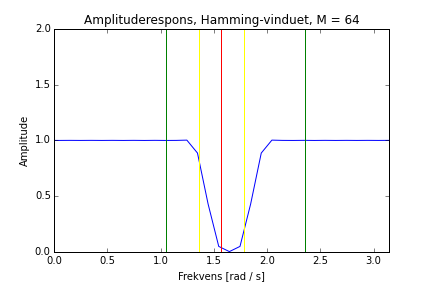 Amplituderespons, Hamming-vinduet, M = 64
2.0
1.5
1.0
0.5
0.0
Amplitude
0.0 0.5 1.0 1.5 2.0 2.5 3.0
Frekvens [rad / s]